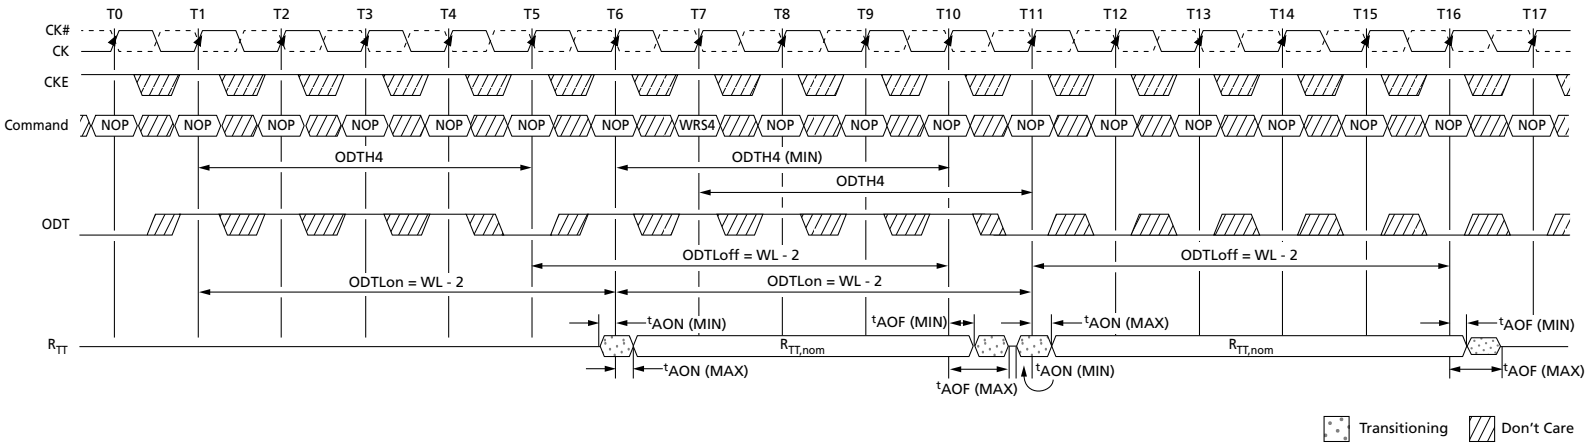 T0 T1 T2 T3 T4 T5 T6 T7 T8 T9 T10 T11 T12 T13 T14 T15 T16 T17
CK#
CK
CKE
Command NOP NOP NOP NOP NOP NOP NOP WRS4 NOP NOP NOP NOP NOP NOP NOP NOP NOP NOP
ODTH4 ODTH4 (MIN)
ODTH4
ODT
ODTLoff = WL - 2 ODTLoff = WL - 2
ODTLon = WL - 2 ODTLon = WL - 2
tAON (MIN) tAOF (MIN) tAON (MAX) tAOF (MIN)
RTT RTT,nom RTT,nom
tAON (MAX) tAON (MIN) tAOF (MAX)
tAOF (MAX)
Transitioning Don't Care